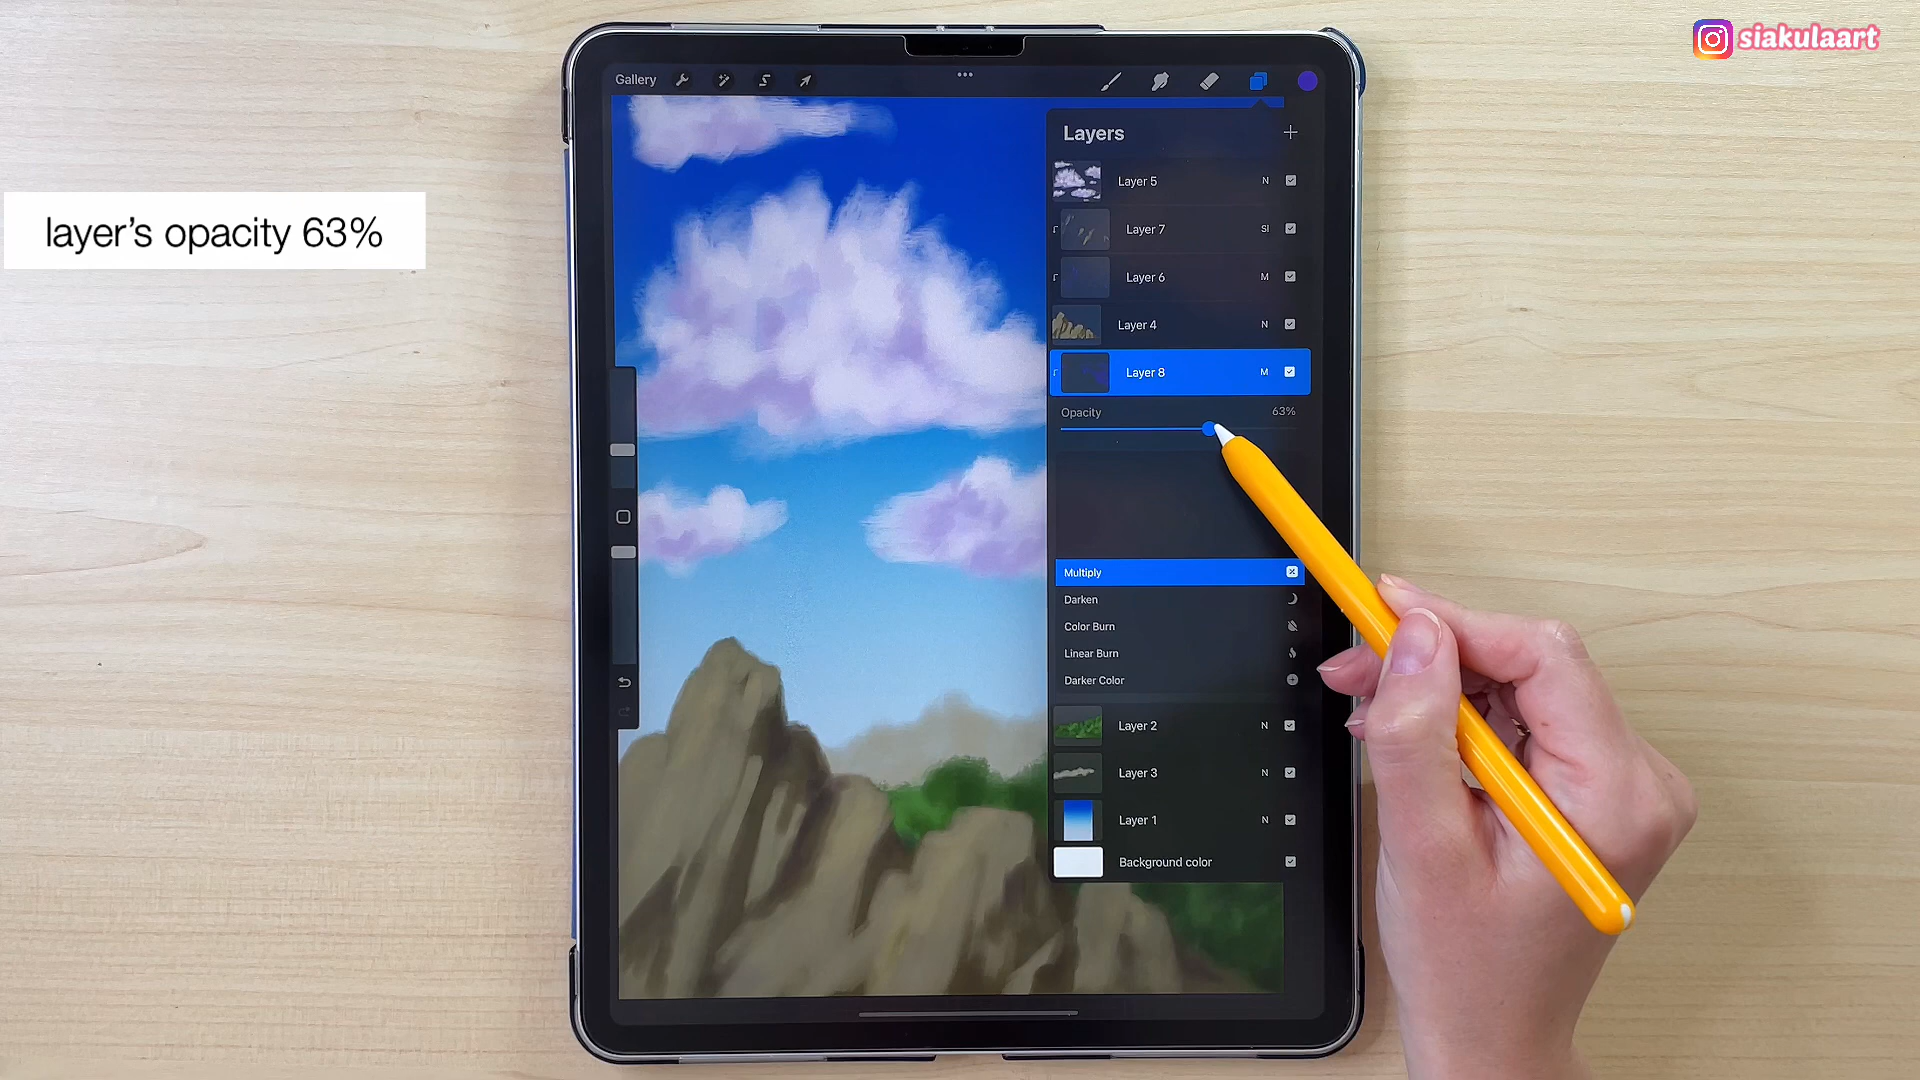 siakulaart
Gallery
layer's opacity 63%
Layers
Layer 5 N
Layer 7 SI
Layer 6 M
Layer 4 N
Layer 8 M
Opacity 63%
Multiply
Darken
Color Burn
Linear Burn
Darker Color
Layer 2 N
Layer 3 N
Layer 1 N
Background color